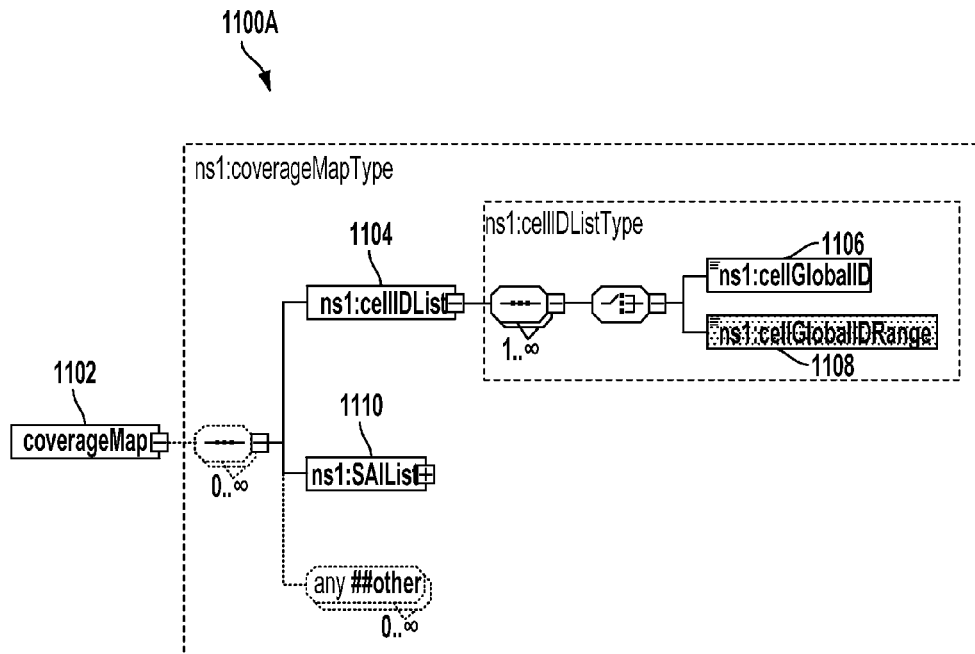 1100A
ns1:coverageMapType
ns1:cellIDListType
1104
1106
ns1:cellIDList
ns1:cellGlobalID
ns1:cellGlobalIDRange
1..∞
1108
1102
1110
coverageMap
ns1:SAIList
0..∞
any ##other
0..∞